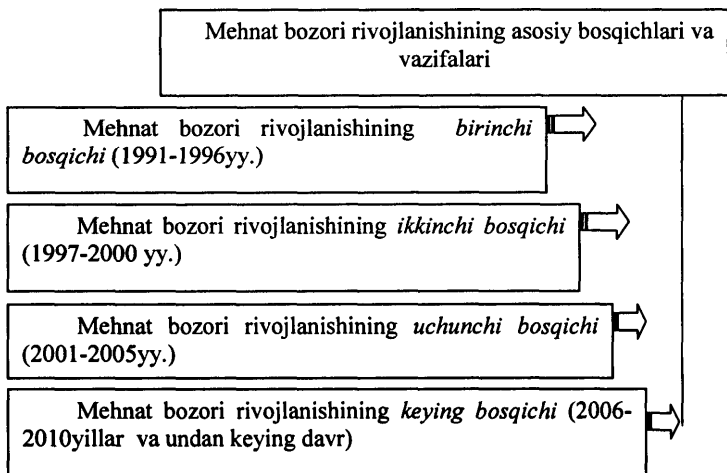 Mehnat bozori rivojlanishining asosiy bosqichlari va
vazifalari
Mehnat bozori rivojlanishining birinchi
bosqichi (1991-1996yy.)
Mehnat bozori rivojlanishining ikkinchi bosqichi
(1997-2000 yy.)
Mehnat bozori rivojlanishining uchunchi bosqichi
(2001-2005yy.)
Mehnat bozori rivojlanishining keying bosqichi (2006-
2010yillar va undan keying davr)